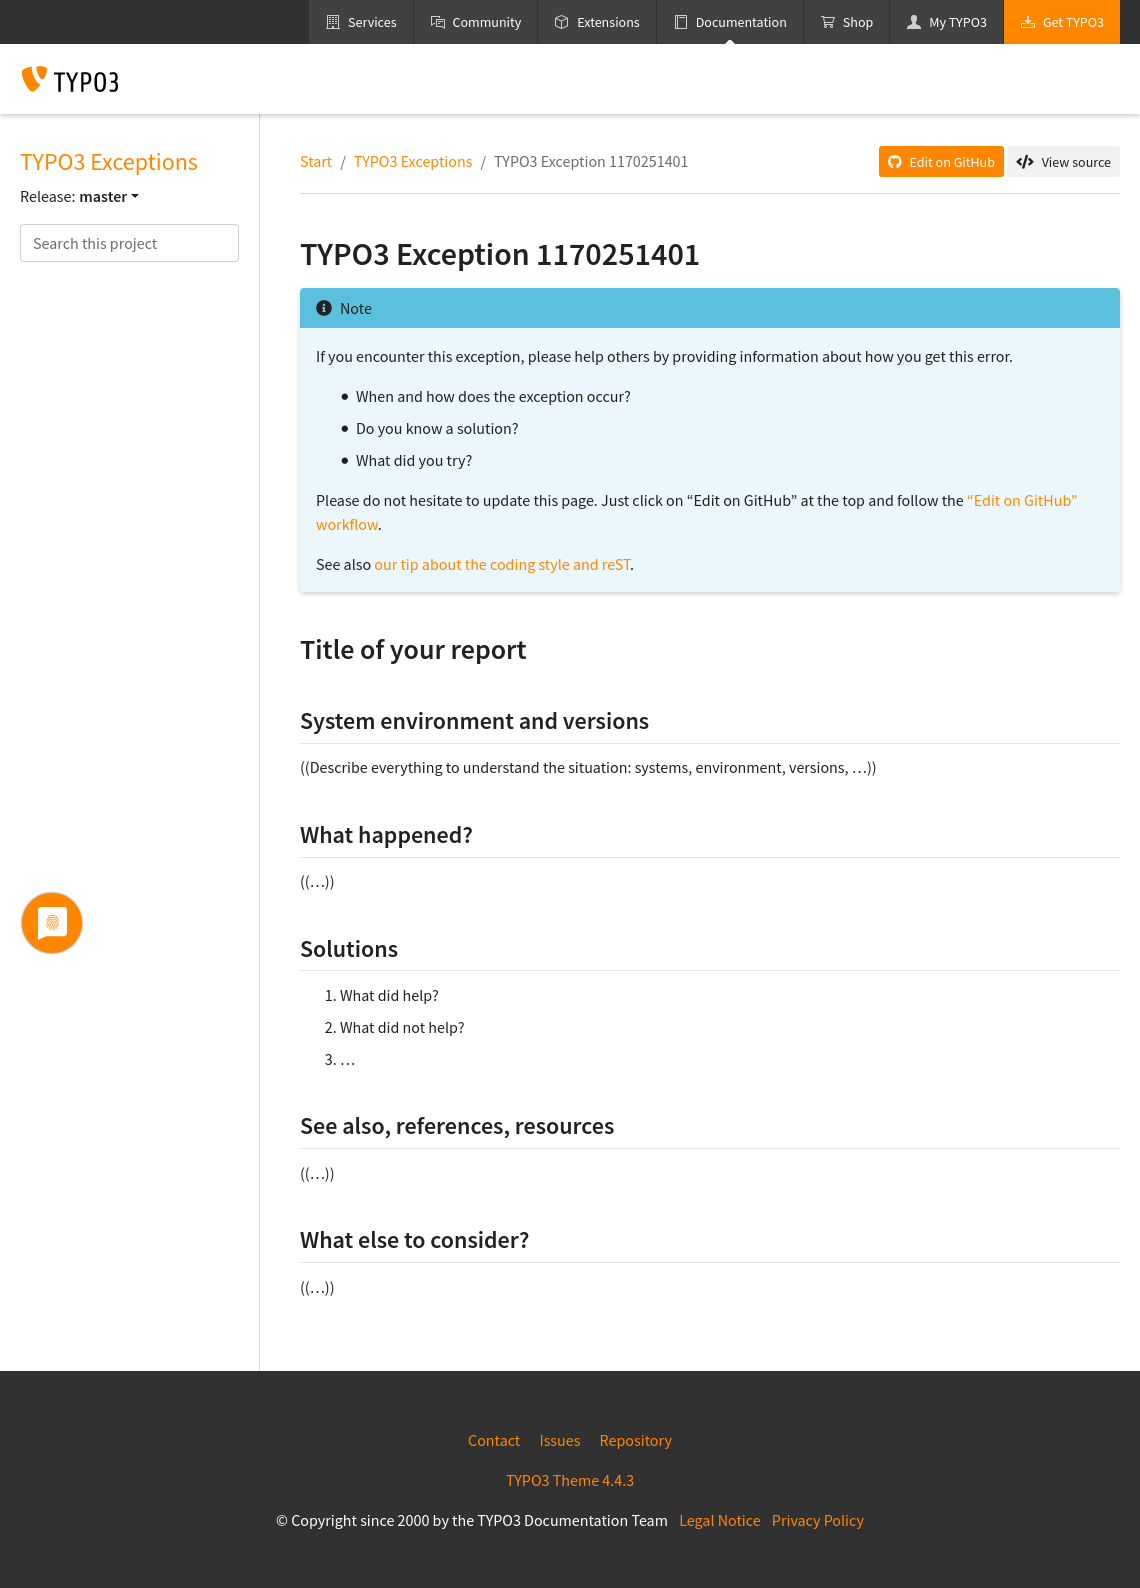 Services Community Extensions Documentation Shop My TYPO3 Get TYPO3
TYPO3
TYPO3 Exceptions
Release: master
Search this project
Start / TYPO3 Exceptions / TYPO3 Exception 1170251401
Edit on GitHub View source
TYPO3 Exception 1170251401
Note
If you encounter this exception, please help others by providing information about how you get this error.
• When and how does the exception occur?
• Do you know a solution?
• What did you try?
Please do not hesitate to update this page. Just click on “Edit on GitHub” at the top and follow the “Edit on GitHub”
workflow.
See also our tip about the coding style and reST.
Title of your report
System environment and versions
((Describe everything to understand the situation: systems, environment, versions, …))
What happened?
((…))
Solutions
1. What did help?
2. What did not help?
3. …
See also, references, resources
((…))
What else to consider?
((…))
Contact Issues Repository
TYPO3 Theme 4.4.3
© Copyright since 2000 by the TYPO3 Documentation Team Legal Notice Privacy Policy